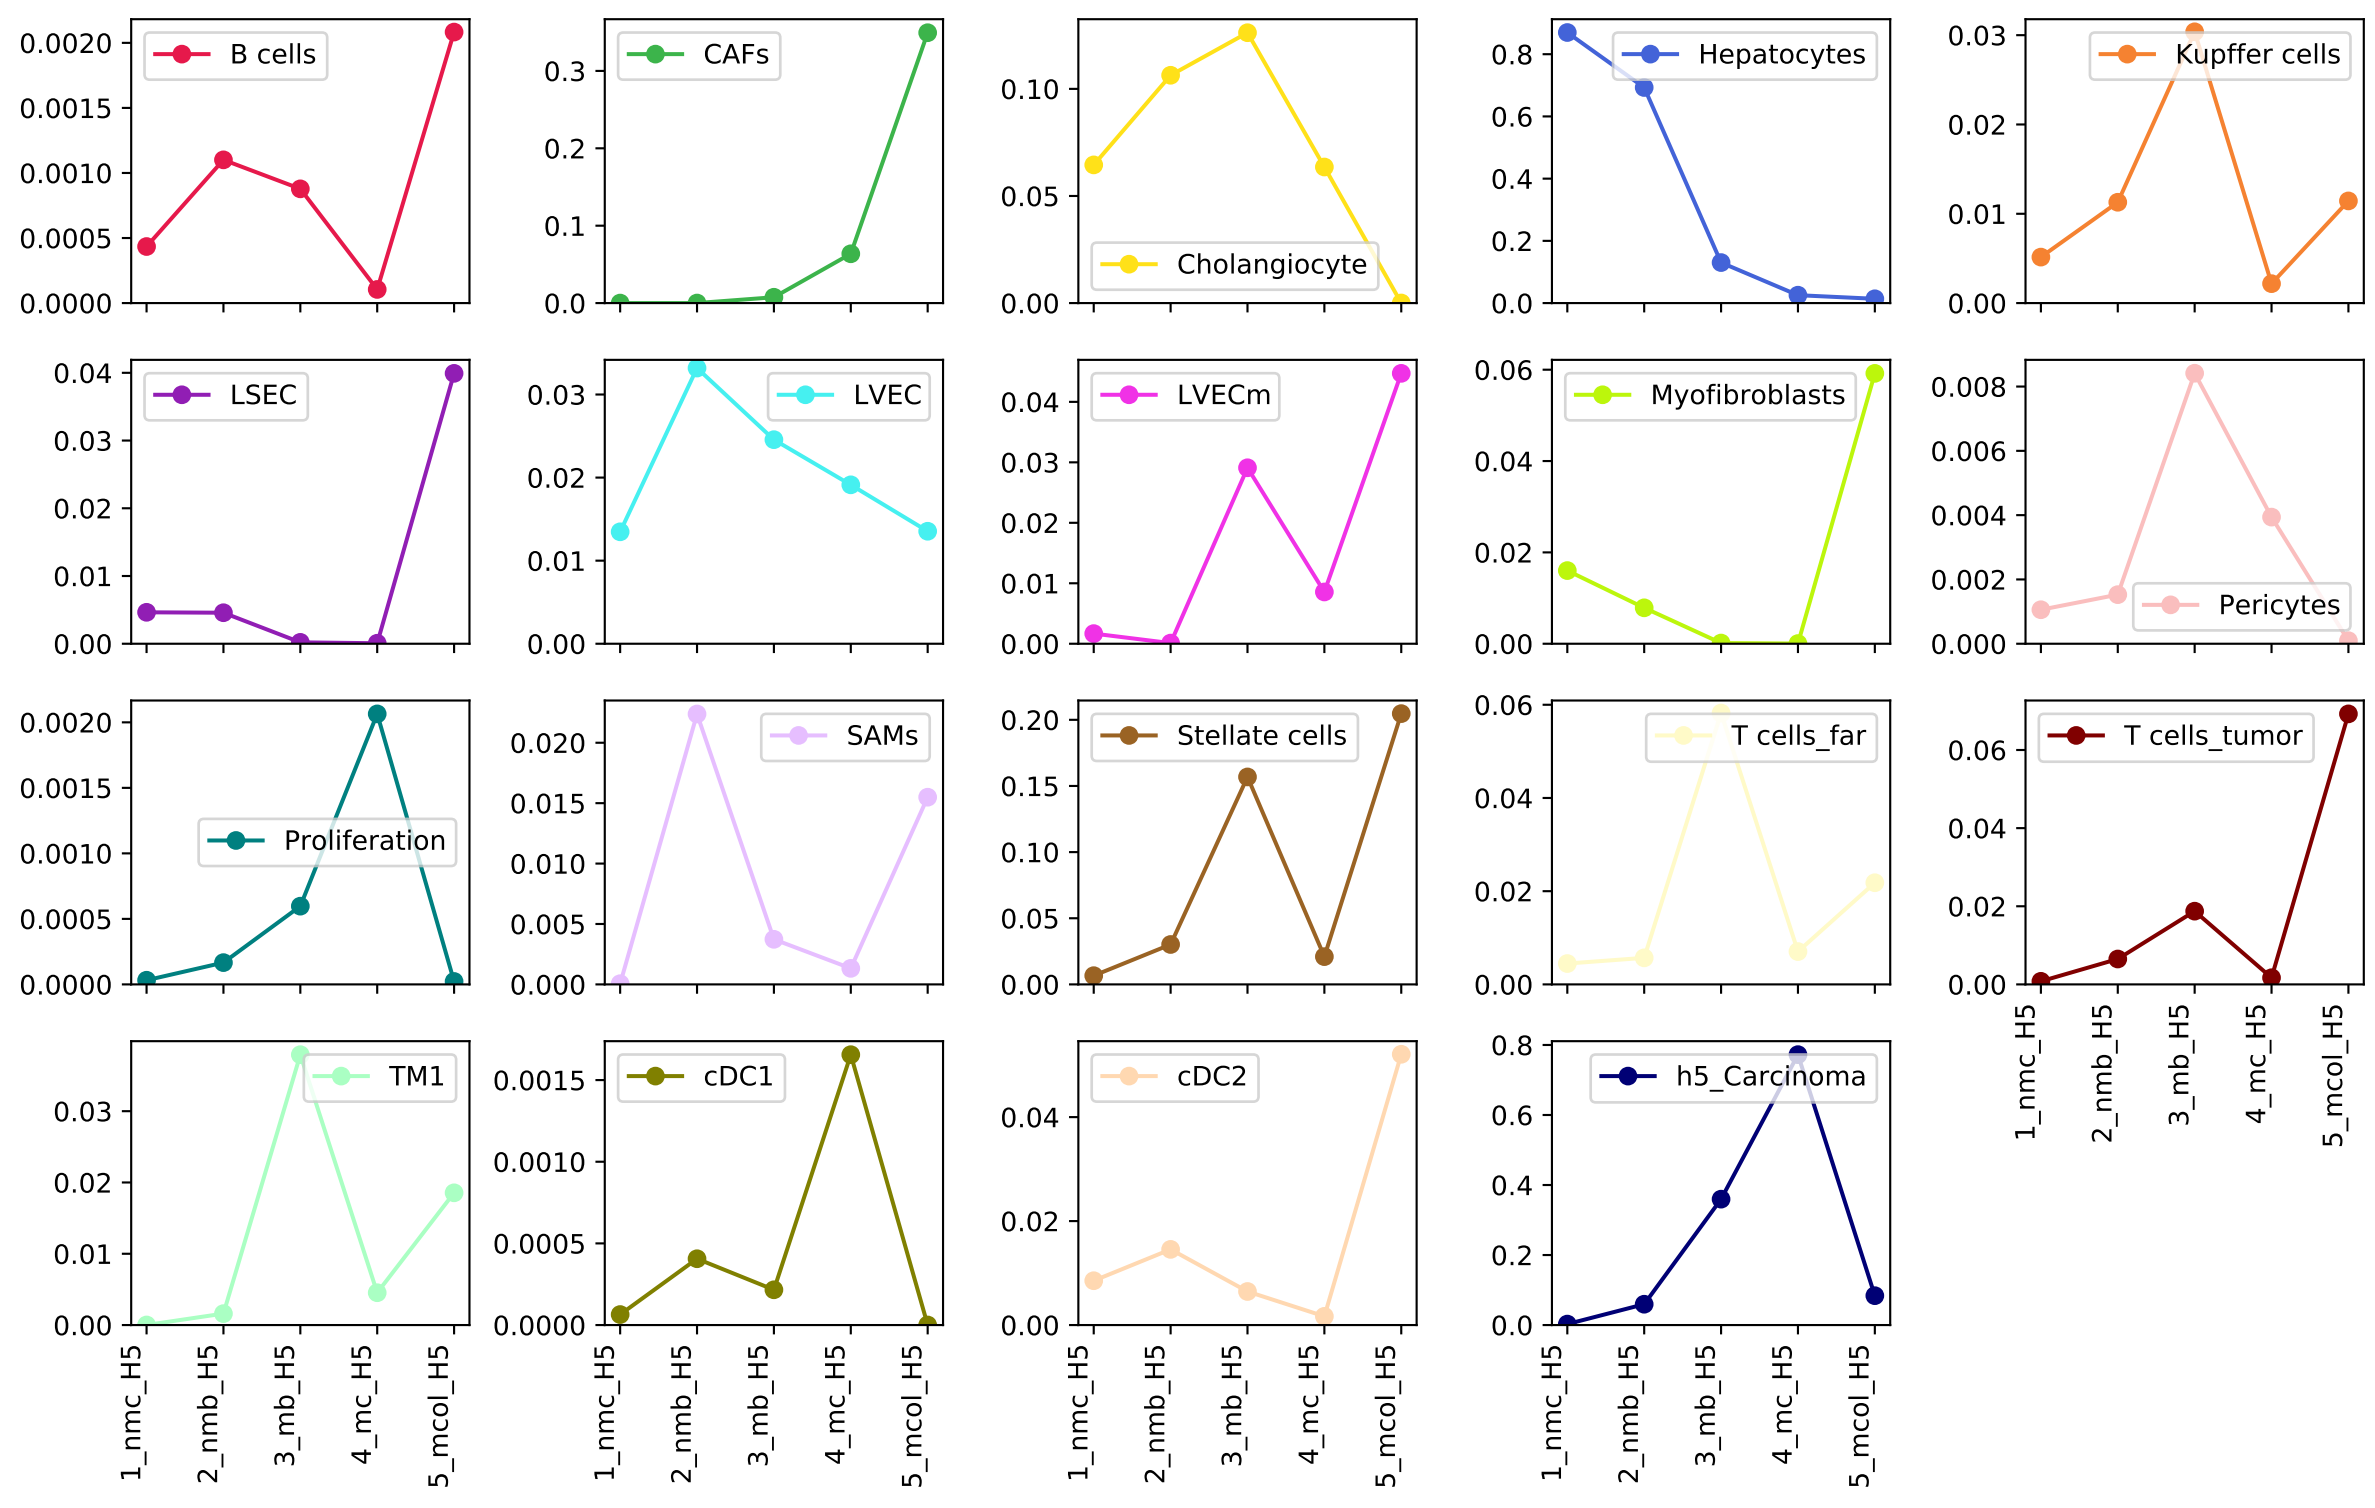 0.0020
0.0015
0.0010
0.0005
0.0000
B cells
0.3
0.2
0.1
0.0
CAFs
0.10
0.05
0.00
Cholangiocyte
0.8
0.6
0.4
0.2
0.0
Hepatocytes
0.03
0.02
0.01
0.00
Kupffer cells
0.04
0.03
0.02
0.01
0.00
LSEC
0.03
0.02
0.01
0.00
LVEC
0.04
0.03
0.02
0.01
0.00
LVECm
0.06
0.04
0.02
0.00
Myofibroblasts
0.008
0.006
0.004
0.002
0.000
Pericytes
0.0020
0.0015
0.0010
0.0005
0.0000
Proliferation
0.020
0.015
0.010
0.005
0.000
SAMs
0.20
0.15
0.10
0.05
0.00
Stellate cells
0.06
0.04
0.02
0.00
T cells_far
0.06
0.04
0.02
0.00
T cells_tumor
1_nmc_H5
2_nmb_H5
3_mb_H5
4_mc_H5
5_mcol_H5
0.03
0.02
0.01
0.00
TM1
1_nmc_H5
2_nmb_H5
3_mb_H5
4_mc_H5
5_mcol_H5
0.0015
0.0010
0.0005
0.0000
cDC1
1_nmc_H5
2_nmb_H5
3_mb_H5
4_mc_H5
5_mcol_H5
0.04
0.02
0.00
cDC2
1_nmc_H5
2_nmb_H5
3_mb_H5
4_mc_H5
5_mcol_H5
0.8
0.6
0.4
0.2
0.0
h5_Carcinoma
1_nmc_H5
2_nmb_H5
3_mb_H5
4_mc_H5
5_mcol_H5